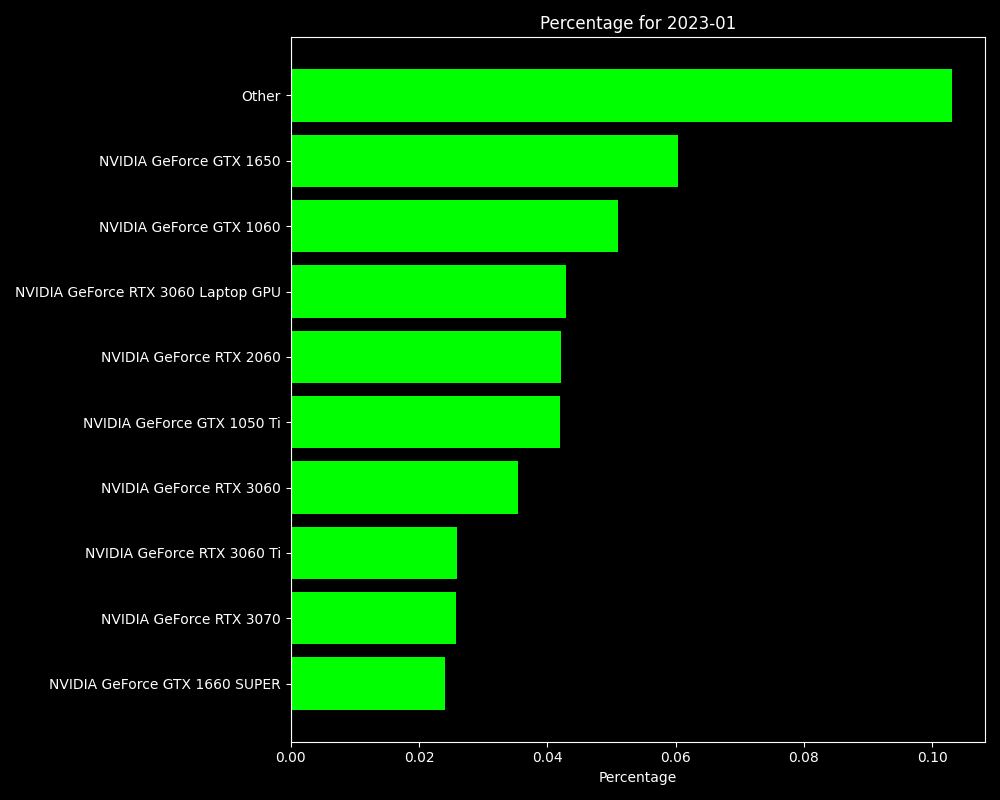 Percentage for 2023-01
Other
NVIDIA GeForce GTX 1650
NVIDIA GeForce GTX 1060
NVIDIA GeForce RTX 3060 Laptop GPU
NVIDIA GeForce RTX 2060
NVIDIA GeForce GTX 1050 Ti
NVIDIA GeForce RTX 3060
NVIDIA GeForce RTX 3060 Ti
NVIDIA GeForce RTX 3070
NVIDIA GeForce GTX 1660 SUPER
0.00 0.02 0.04 0.06 0.08 0.10
Percentage